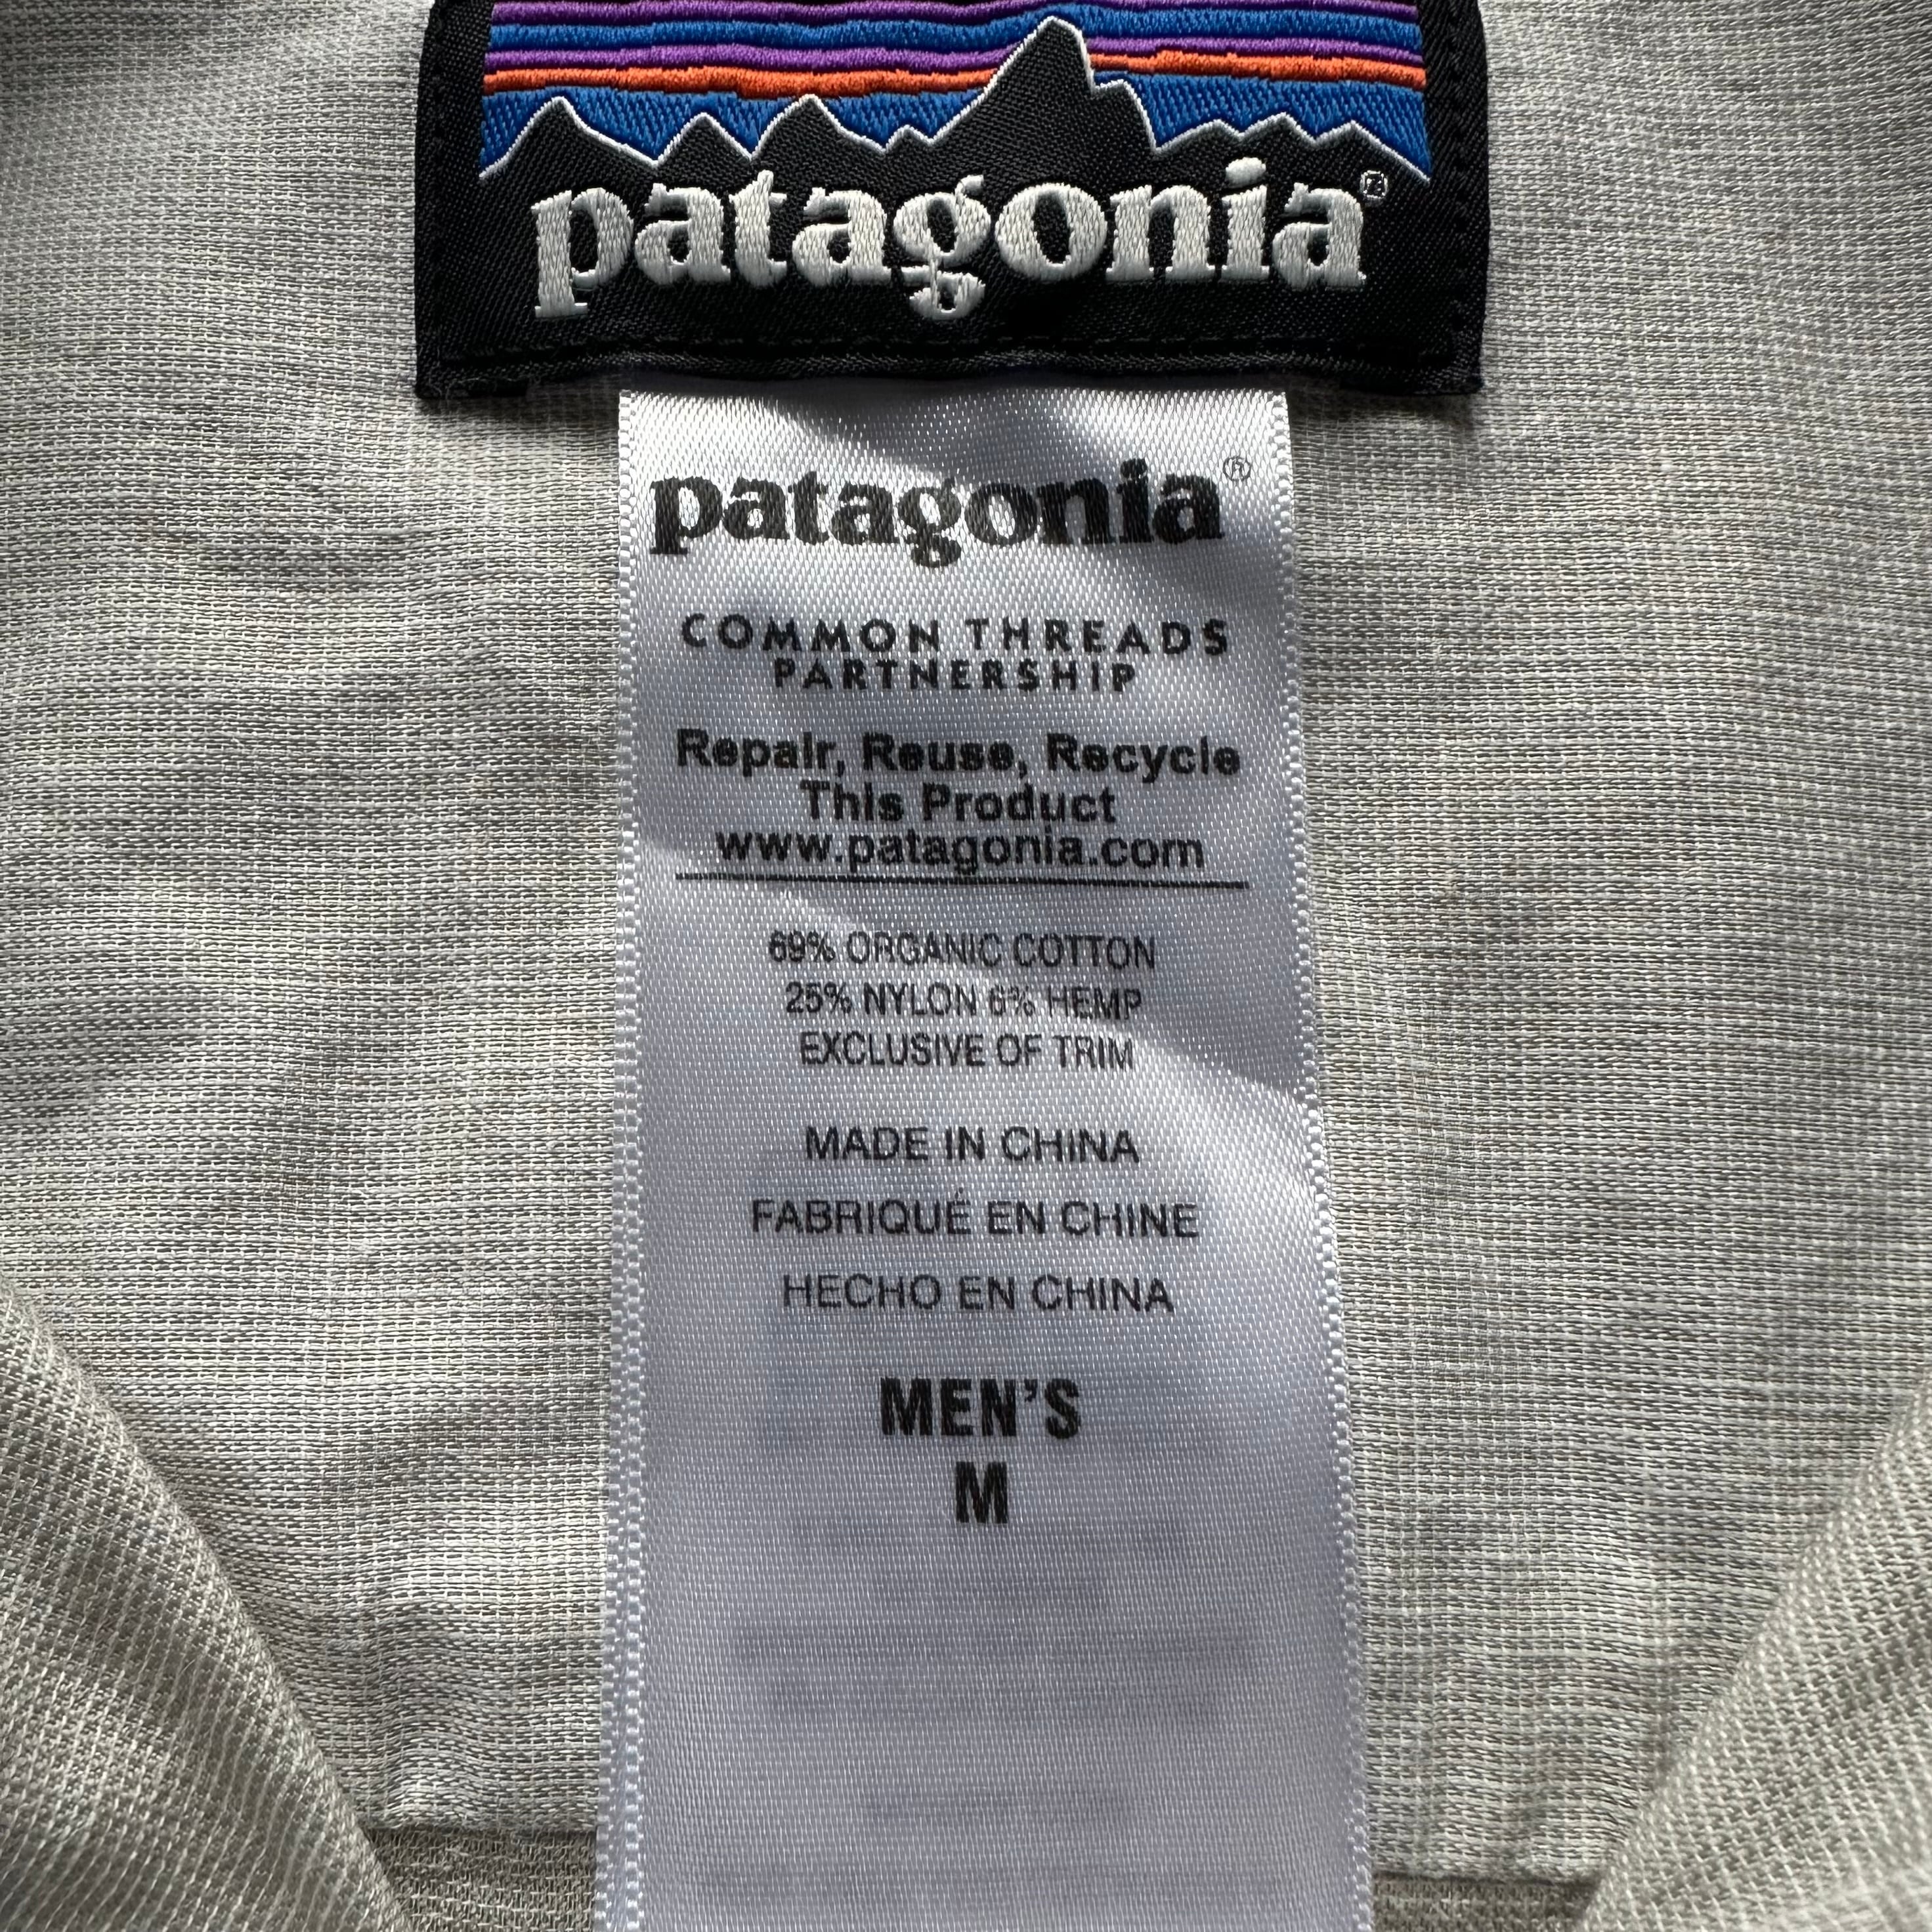 patagonia®
patagonia®
COMMON THREADS
PARTNERSHIP
Repair, Reuse, Recycle
This Product
www.patagonia.com
69% ORGANIC COTTON
25% NYLON 6% HEMP
EXCLUSIVE OF TRIM
MADE IN CHINA
FABRIQUÉ EN CHINE
HECHO EN CHINA
MEN'S
M